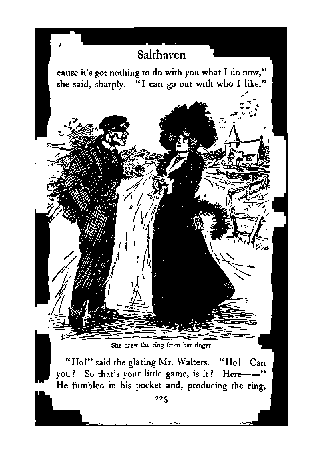 Salthaven
cause it's got nothing to do with you what I do now,"
she said, sharply. "I can go out with who I like."
She drew the ring from her finger
"Ho!" said the glaring Mr. Walters. "Ho! Can
you? So that's your little game, is it? Here——"
He fumbled in his pocket and, producing the ring,